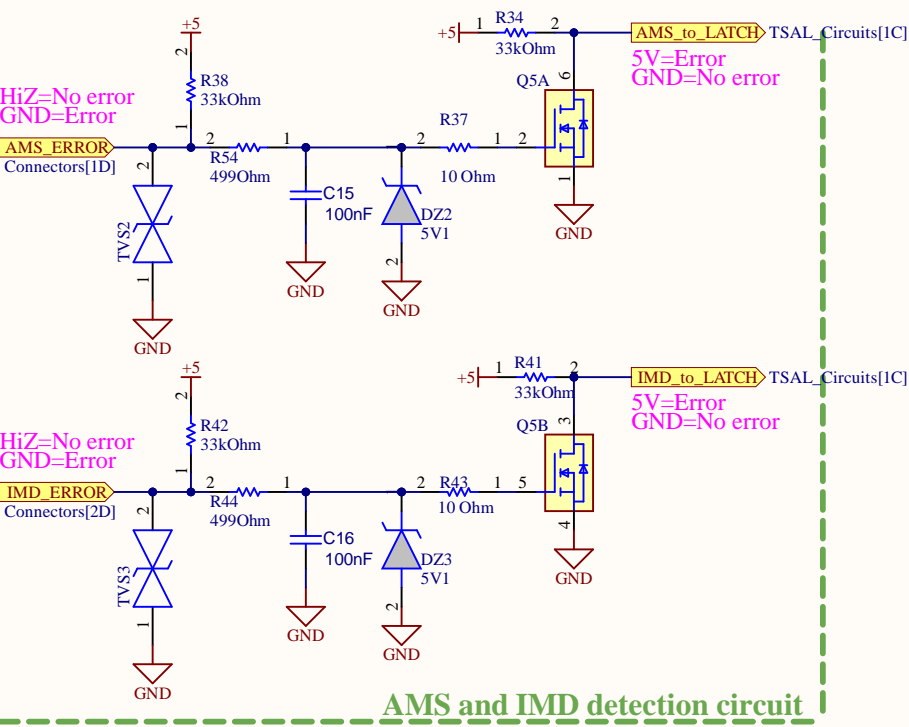 +5
2
R38
33kOhm
1
HiZ=No error
GND=Error
AMS_ERROR
Connectors[1D]
2
TVS2
1
GND
2
R54
499Ohm
1
C15
100nF
GND
DZ2
5V1
2
GND
2
R37
10 Ohm
1
2
+5
1
R34
33kOhm
2
Q5A
6
1
GND
AMS_to_LATCH
TSAL_Circuits[1C]
5V=Error
GND=No error
+5
2
R42
33kOhm
1
HiZ=No error
GND=Error
IMD_ERROR
Connectors[2D]
2
TVS3
1
GND
2
R44
499Ohm
1
C16
100nF
GND
DZ3
5V1
2
GND
2
R43
10 Ohm
1
5
+5
1
R41
33kOhm
2
Q5B
3
4
GND
IMD_to_LATCH
TSAL_Circuits[1C]
5V=Error
GND=No error
AMS and IMD detection circuit